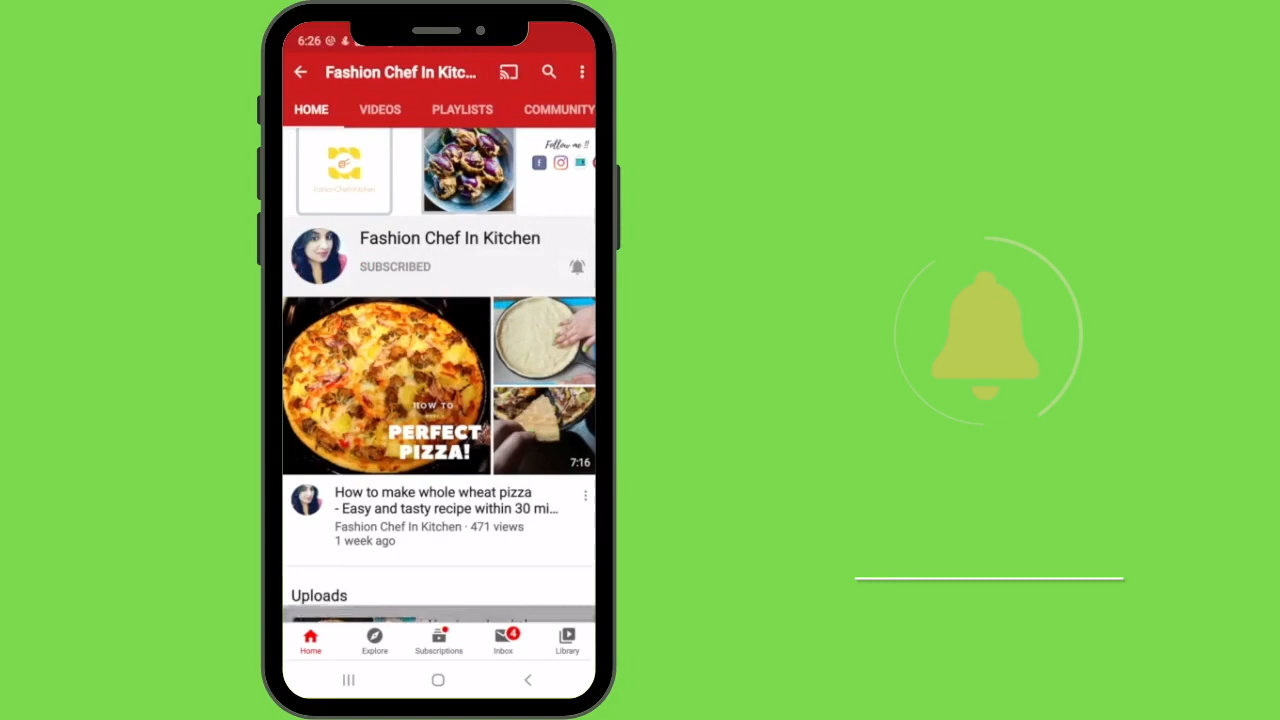 6:26
Fashion Chef In Kitc...
HOME VIDEOS PLAYLISTS COMMUNITY
Follow me !!
FashionChefInKitchen
Fashion Chef In Kitchen
SUBSCRIBED
HOW TO
PERFECT
PIZZA!
7:16
How to make whole wheat pizza
- Easy and tasty recipe within 30 mi...
Fashion Chef In Kitchen · 471 views
1 week ago
Uploads
4
Home Explore Subscriptions Inbox Library